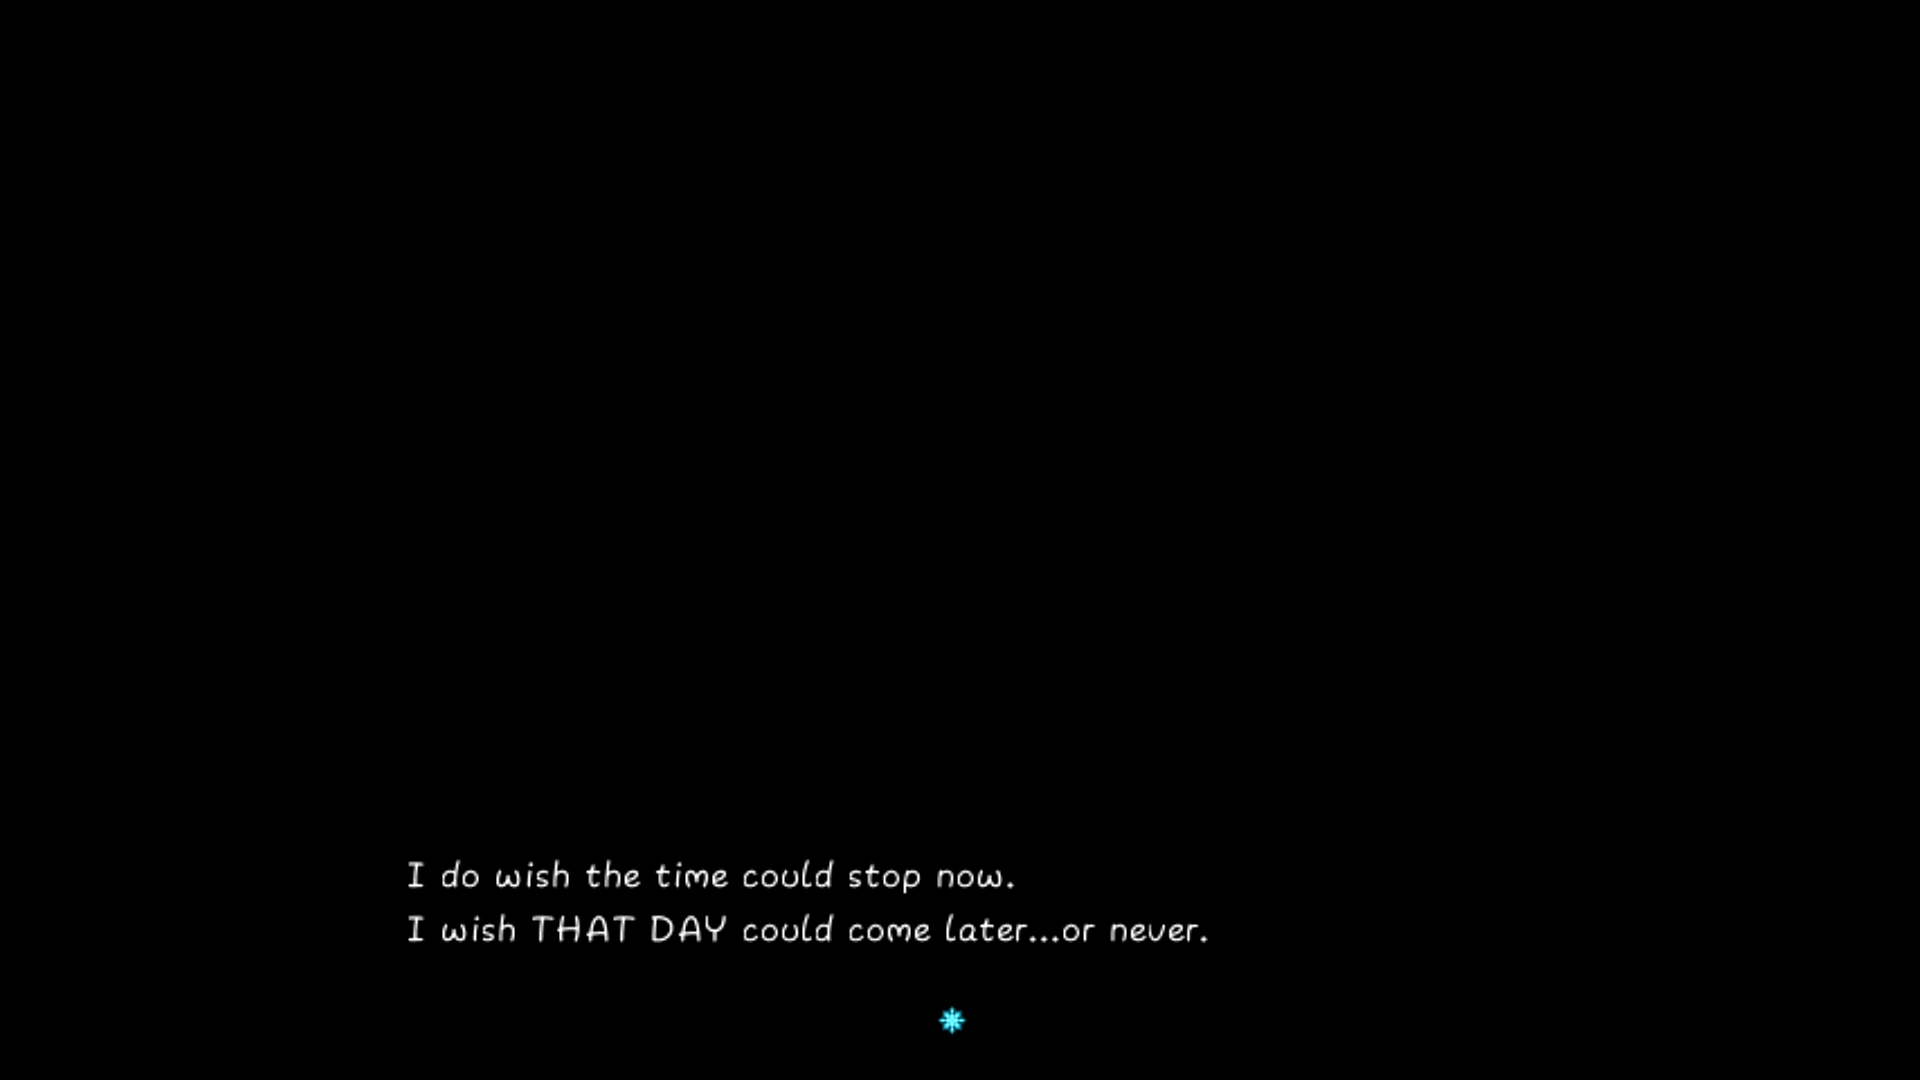 I do wish the time could stop now.
I wish THAT DAY could come later...or never.